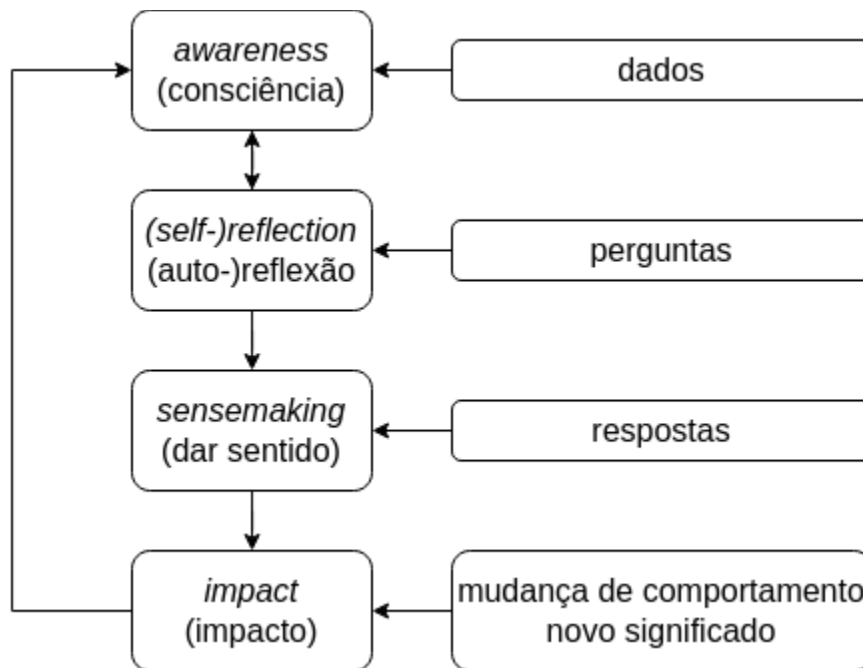 awareness
(consciência)
dados
(self-)reflection
(auto-)reflexão
perguntas
sensemaking
(dar sentido)
respostas
impact
(impacto)
mudança de comportamento
novo significado